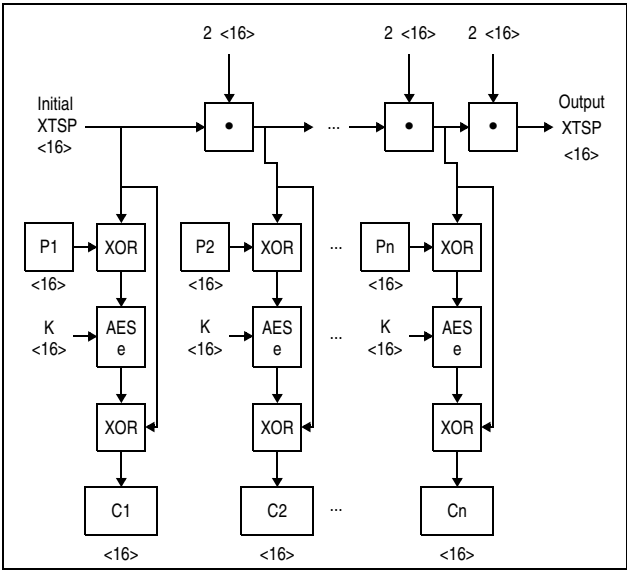 2 <16> 2 <16> 2 <16>
Initial
XTSP
<16>
• ... • •
Output
XTSP
<16>
P1 XOR P2 XOR ... Pn XOR
<16> <16> <16>
K
<16>
AES
e
K
<16>
AES
e
...
K
<16>
AES
e
XOR XOR XOR
C1 C2 ... Cn
<16> <16> <16>